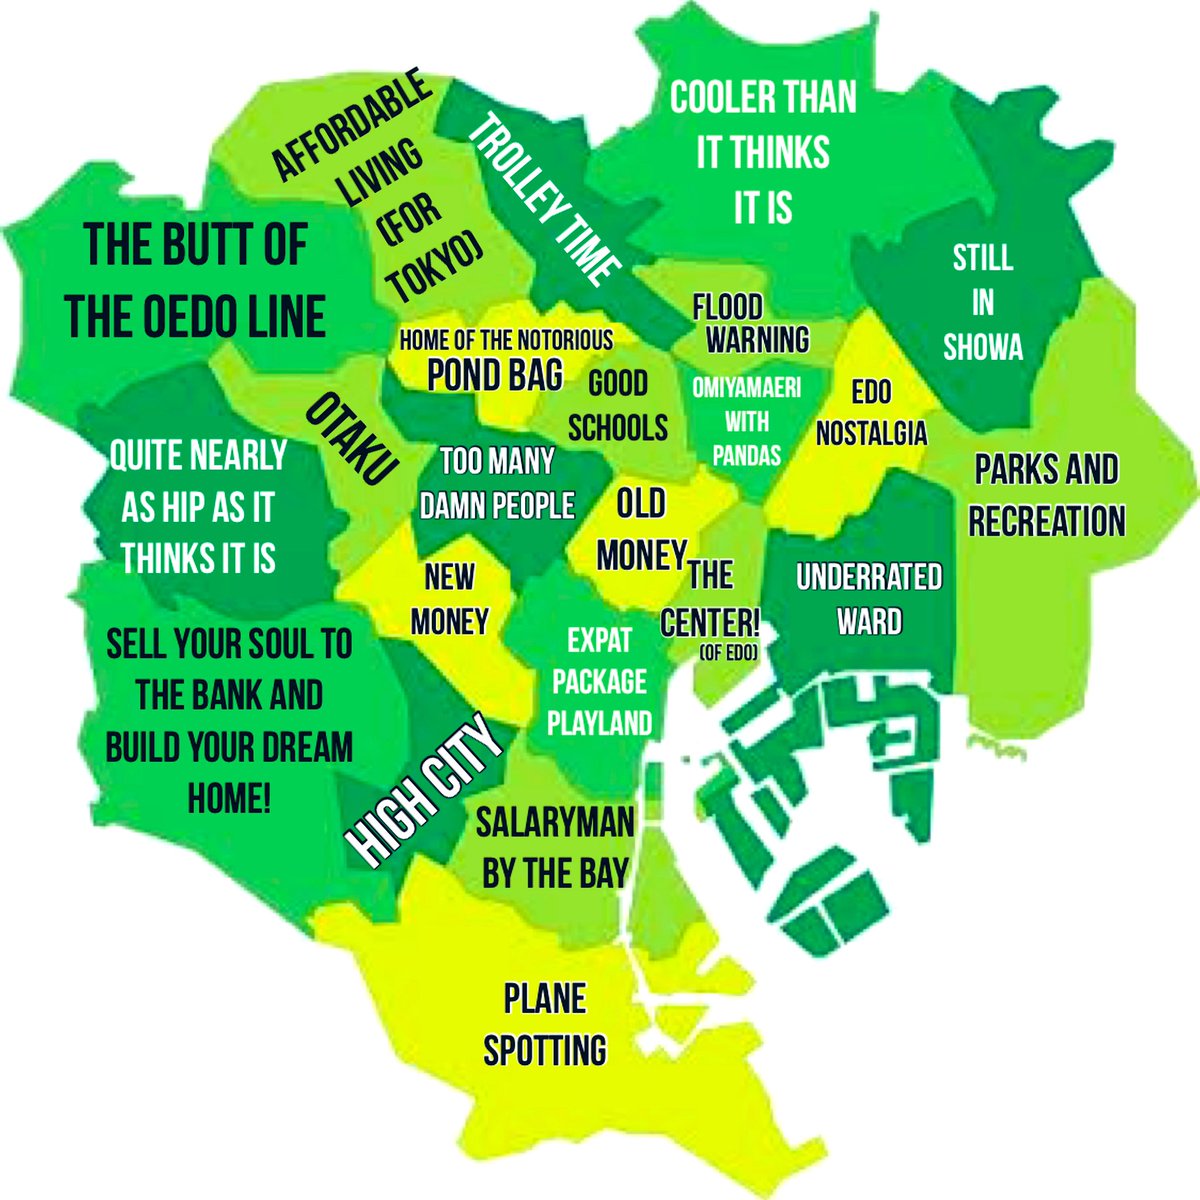 COOLER THAN
IT THINKS
IT IS
AFFORDABLE
LIVING
(FOR
TOKYO)
TROLLEY TIME
THE BUTT OF
THE OEDO LINE
STILL
IN
SHOWA
FLOOD
WARNING
HOME OF THE NOTORIOUS
POND BAG
GOOD
SCHOOLS
OMIYAMAERI
WITH
PANDAS
EDO
NOSTALGIA
OTAKU
QUITE NEARLY
AS HIP AS IT
THINKS IT IS
TOO MANY
DAMN PEOPLE
OLD
MONEY
PARKS AND
RECREATION
NEW
MONEY
THE
CENTER!
(OF EDO)
UNDERRATED
WARD
EXPAT
PACKAGE
PLAYLAND
SELL YOUR SOUL TO
THE BANK AND
BUILD YOUR DREAM
HOME!
HIGH CITY
SALARYMAN
BY THE BAY
PLANE
SPOTTING